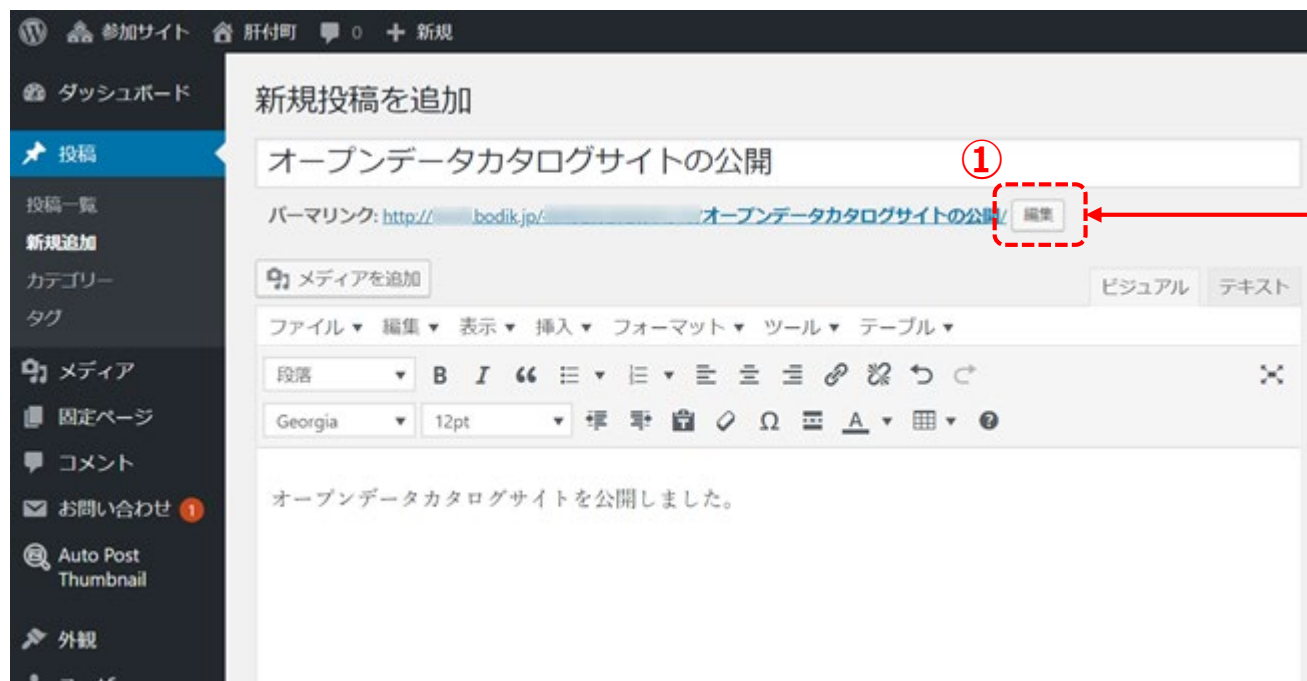 参加サイト 肝付町 0 + 新規
ダッシュボード
投稿
投稿一覧
新規追加
カテゴリー
タグ
メディア
固定ページ
コメント
お問い合わせ 1
Auto Post
Thumbnail
外観
新規投稿を追加
オープンデータカタログサイトの公開
①
パーマリンク: http:// bodik.jp/ オープンデータカタログサイトの公開/ 編集
メディアを追加
ビジュアル テキスト
ファイル ▼ 編集 ▼ 表示 ▼ 挿入 ▼ フォーマット ▼ ツール ▼ テーブル ▼
段落 ▼ B I
Georgia ▼ 12pt ▼ Ω A ▼
オープンデータカタログサイトを公開しました。